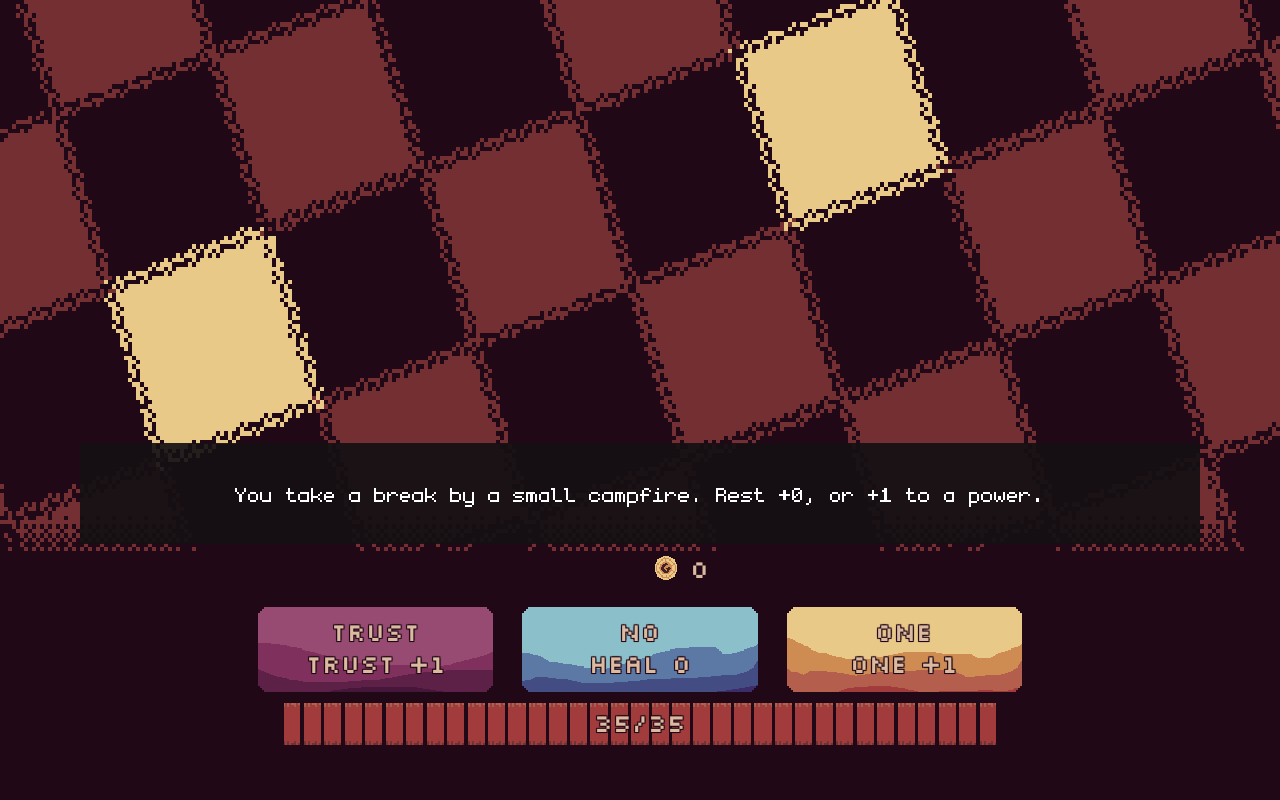 You take a break by a small campfire. Rest +0, or +1 to a power.
0
TRUST
TRUST +1
NO
HEAL 0
ONE
ONE +1
35/35